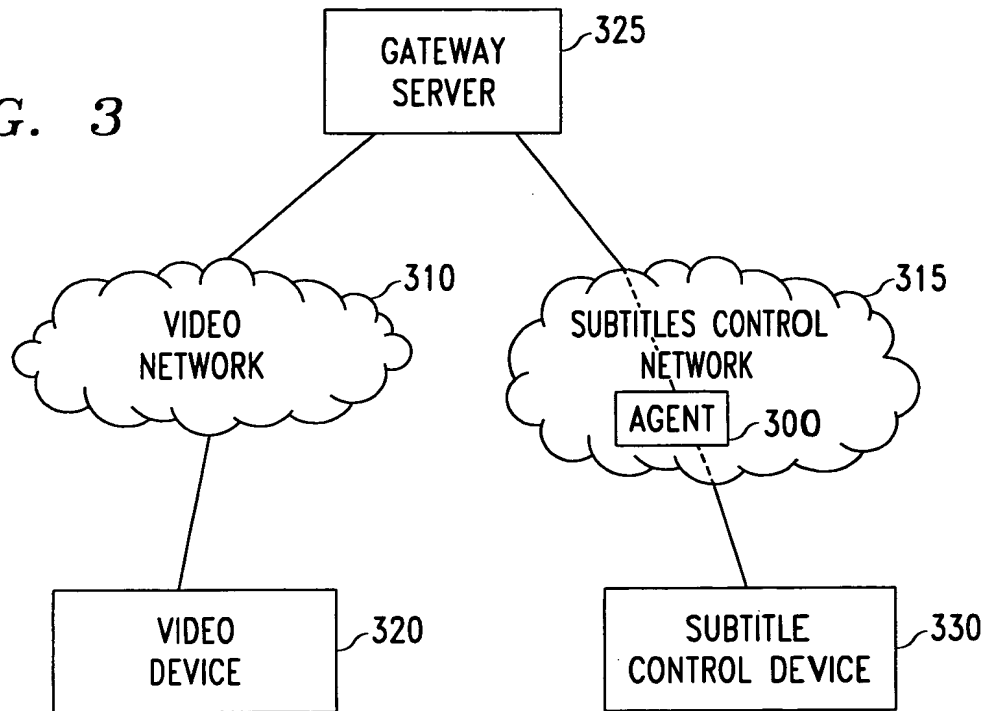 GATEWAY
SERVER
325
G. 3
310
VIDEO
NETWORK
315
SUBTITLES CONTROL
NETWORK
AGENT
300
VIDEO
DEVICE
320
SUBTITLE
CONTROL DEVICE
330